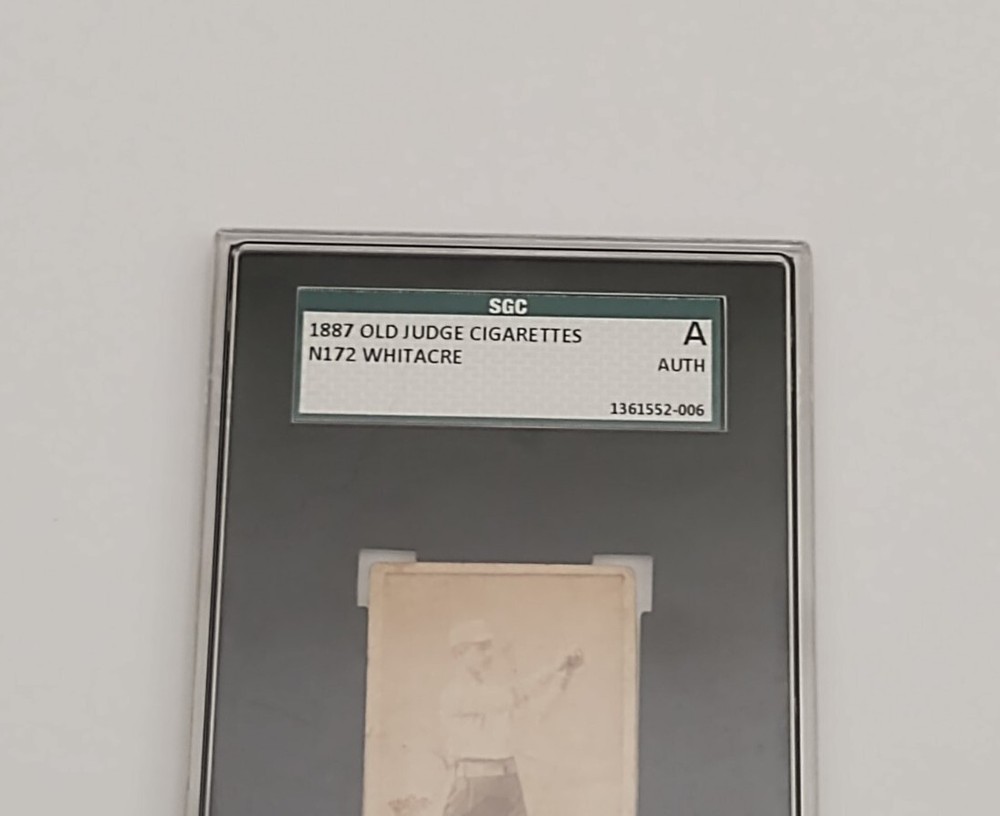 SGC
1887 OLD JUDGE CIGARETTES
N172 WHITACRE
A
AUTH
1361552-006